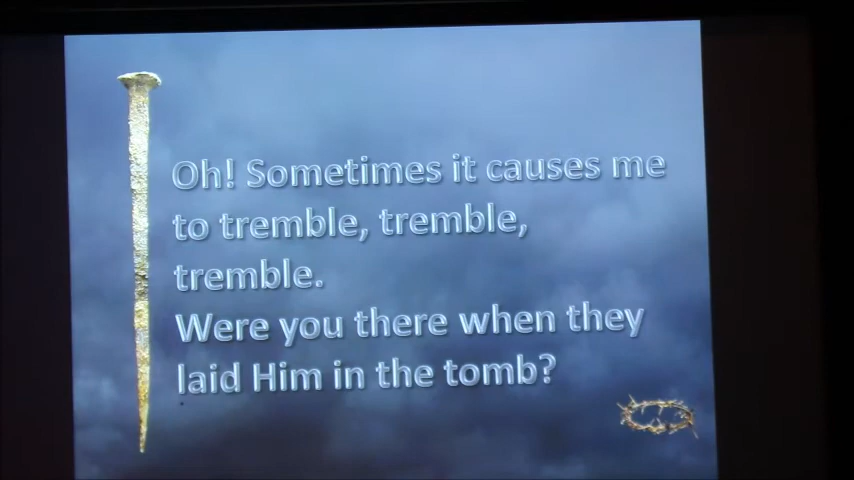 Oh! Sometimes it causes me
to tremble, tremble,
tremble.
Were you there when they
laid Him in the tomb?